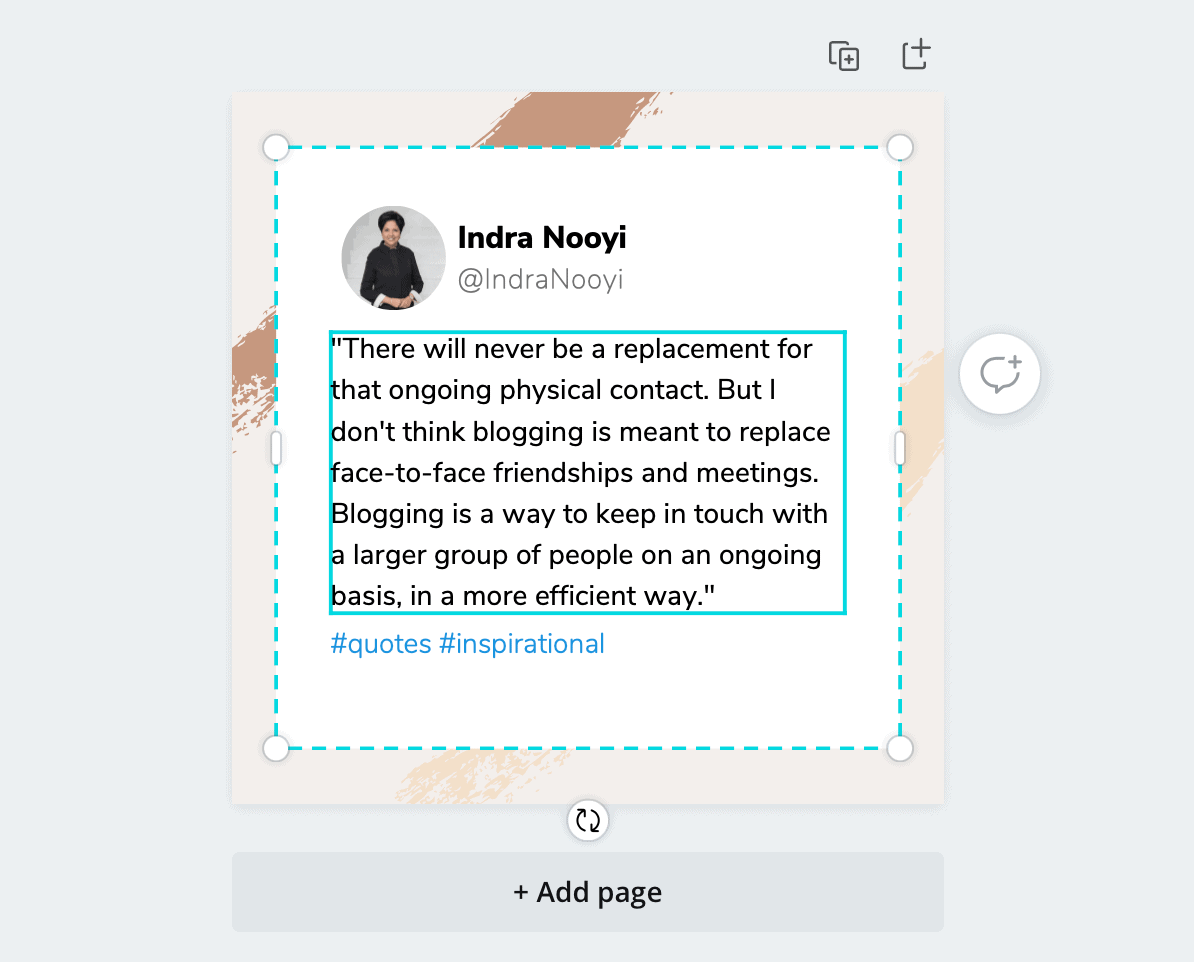 Indra Nooyi
@IndraNooyi
"There will never be a replacement for
that ongoing physical contact. But I
don't think blogging is meant to replace
face-to-face friendships and meetings.
Blogging is a way to keep in touch with
a larger group of people on an ongoing
basis, in a more efficient way."
#quotes #inspirational
+ Add page